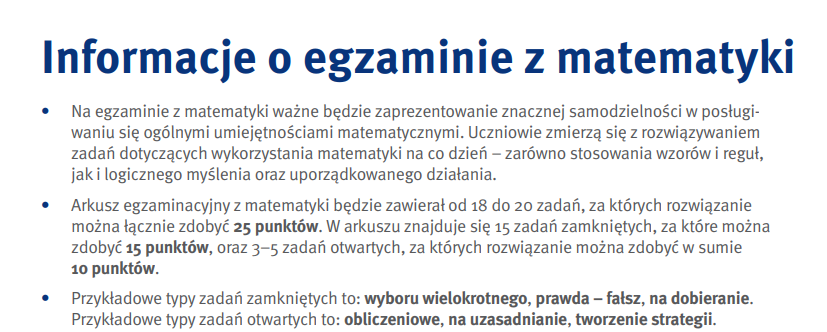 Informacje o egzaminie z matematyki
• Na egzaminie z matematyki ważne będzie zaprezentowanie znacznej samodzielności w posługi-
waniu się ogólnymi umiejętnościami matematycznymi. Uczniowie zmierzą się z rozwiązywaniem
zadań dotyczących wykorzystania matematyki na co dzień – zarówno stosowania wzorów i reguł,
jak i logicznego myślenia oraz uporządkowanego działania.
• Arkusz egzaminacyjny z matematyki będzie zawierał od 18 do 20 zadań, za których rozwiązanie
można łącznie zdobyć 25 punktów. W arkuszu znajduje się 15 zadań zamkniętych, za które można
zdobyć 15 punktów, oraz 3–5 zadań otwartych, za których rozwiązanie można zdobyć w sumie
10 punktów.
• Przykładowe typy zadań zamkniętych to: wyboru wielokrotnego, prawda – fałsz, na dobieranie.
Przykładowe typy zadań otwartych to: obliczeniowe, na uzasadnianie, tworzenie strategii.